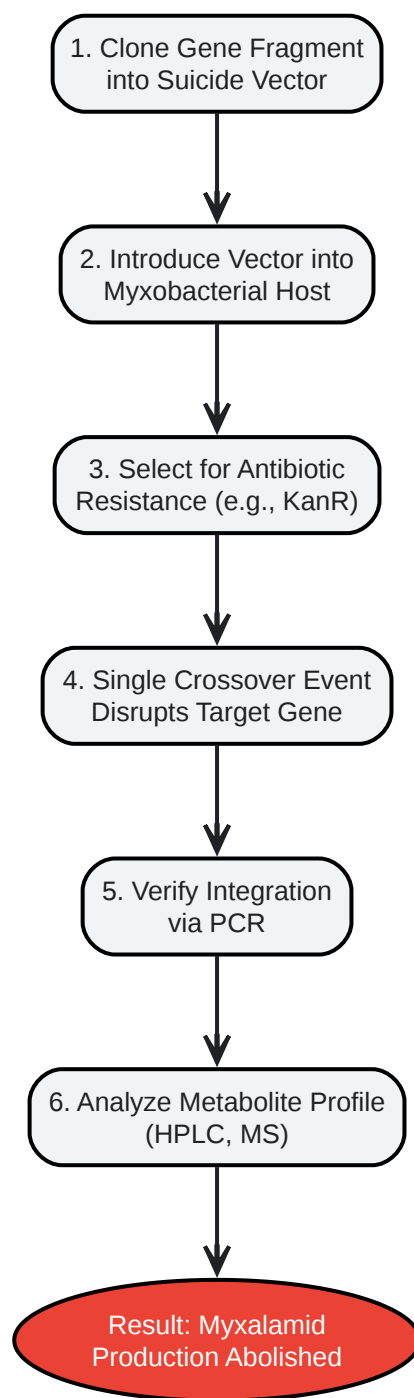 1. Clone Gene Fragment
into Suicide Vector
2. Introduce Vector into
Myxobacterial Host
3. Select for Antibiotic
Resistance (e.g., KanR)
4. Single Crossover Event
Disrupts Target Gene
5. Verify Integration
via PCR
6. Analyze Metabolite Profile
(HPLC, MS)
Result: Myxalamid
Production Abolished